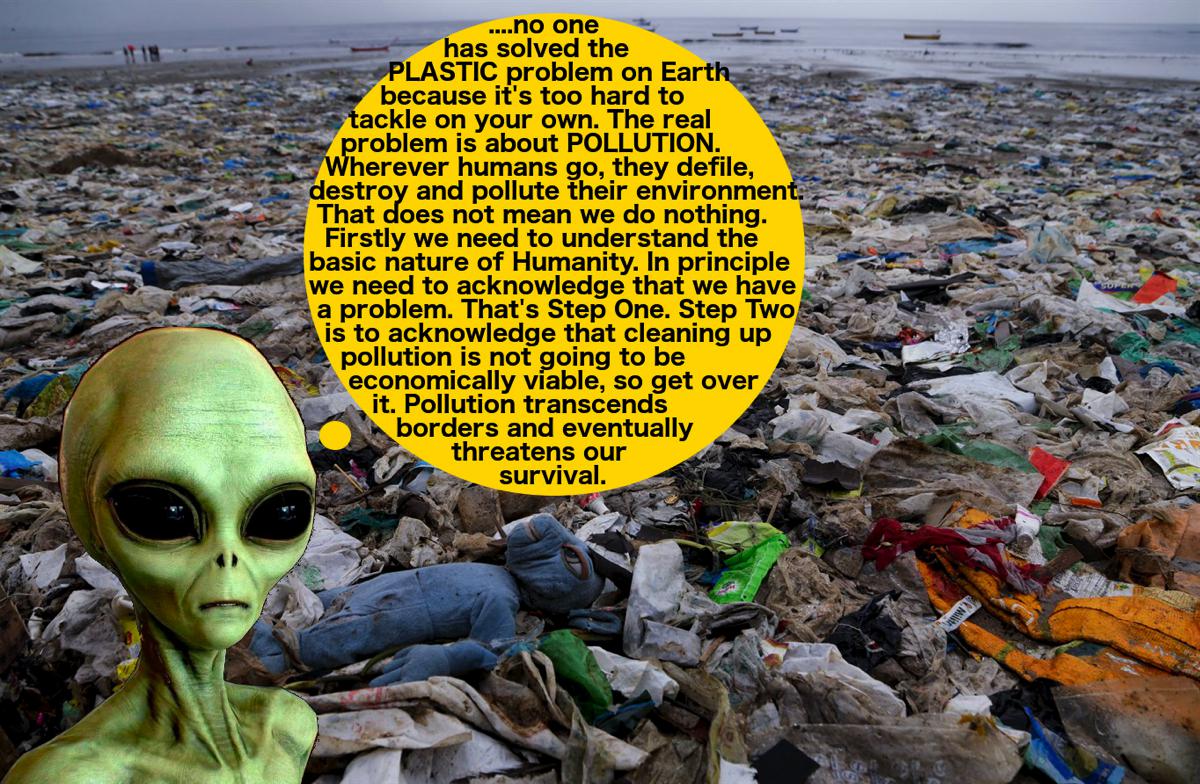 ....no one
has solved the
PLASTIC problem on Earth
because it's too hard to
tackle on your own. The real
problem is about POLLUTION.
Wherever humans go, they defile,
destroy and pollute their environment.
That does not mean we do nothing.
Firstly we need to understand the
basic nature of Humanity. In principle
we need to acknowledge that we have
a problem. That's Step One. Step Two
is to acknowledge that cleaning up
pollution is not going to be
economically viable, so get over
it. Pollution transcends
borders and eventually
threatens our
survival.
SUPER